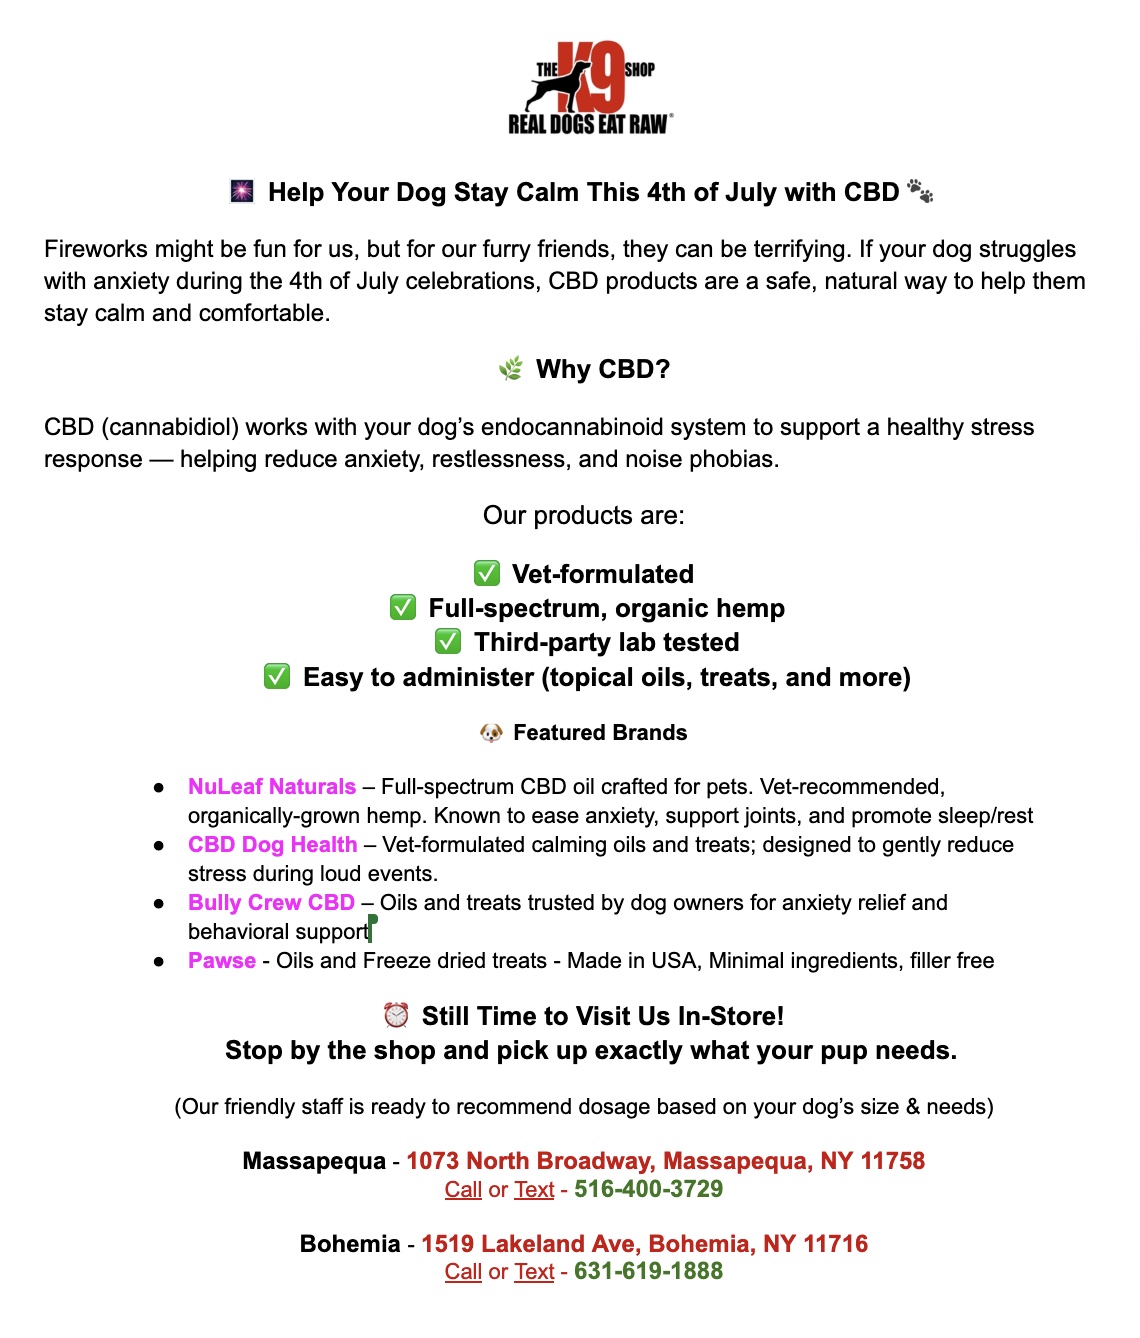 THE K9 SHOP
REAL DOGS EAT RAW®
🎆 Help Your Dog Stay Calm This 4th of July with CBD 🐾
Fireworks might be fun for us, but for our furry friends, they can be terrifying. If your dog struggles
with anxiety during the 4th of July celebrations, CBD products are a safe, natural way to help them
stay calm and comfortable.
🌿 Why CBD?
CBD (cannabidiol) works with your dog’s endocannabinoid system to support a healthy stress
response — helping reduce anxiety, restlessness, and noise phobias.
Our products are:
✅ Vet-formulated
✅ Full-spectrum, organic hemp
✅ Third-party lab tested
✅ Easy to administer (topical oils, treats, and more)
🐶 Featured Brands
● NuLeaf Naturals – Full-spectrum CBD oil crafted for pets. Vet-recommended,
organically-grown hemp. Known to ease anxiety, support joints, and promote sleep/rest
● CBD Dog Health – Vet-formulated calming oils and treats; designed to gently reduce
stress during loud events.
● Bully Crew CBD – Oils and treats trusted by dog owners for anxiety relief and
behavioral support
● Pawse - Oils and Freeze dried treats - Made in USA, Minimal ingredients, filler free
⏰ Still Time to Visit Us In-Store!
Stop by the shop and pick up exactly what your pup needs.
(Our friendly staff is ready to recommend dosage based on your dog’s size & needs)
Massapequa - 1073 North Broadway, Massapequa, NY 11758
Call or Text - 516-400-3729
Bohemia - 1519 Lakeland Ave, Bohemia, NY 11716
Call or Text - 631-619-1888